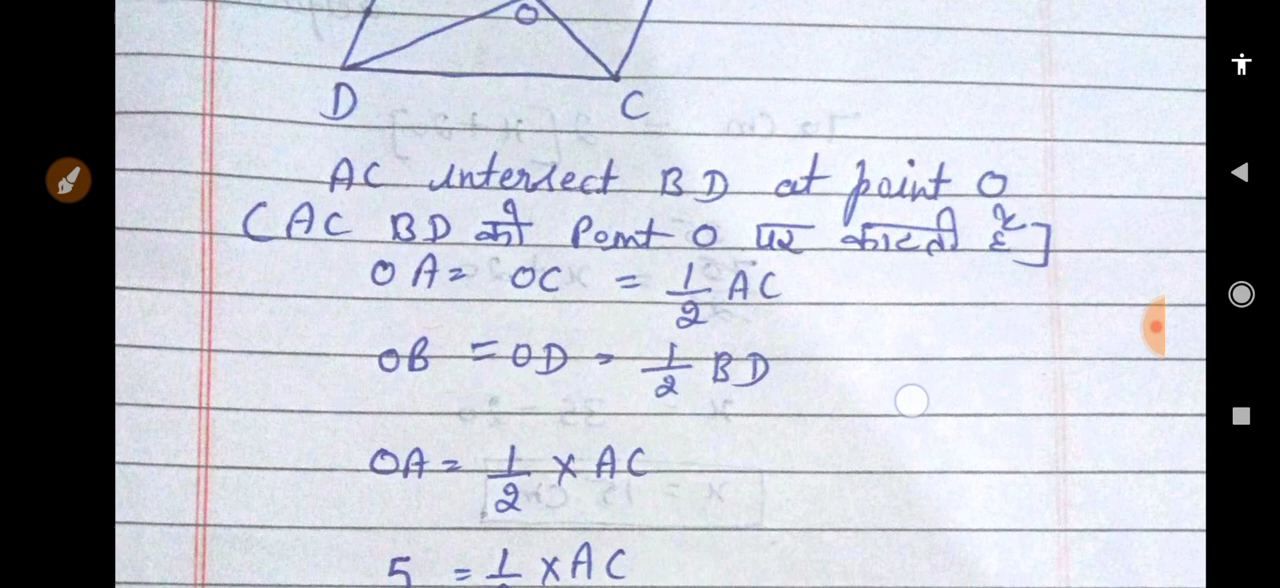 O
D C
AC intersect BD at point O
(AC BD को Point O पर काटती है]
OA = OC = 1/2 AC
OB = OD = 1/2 BD
OA = 1/2 × AC
5 = 1/2 × AC